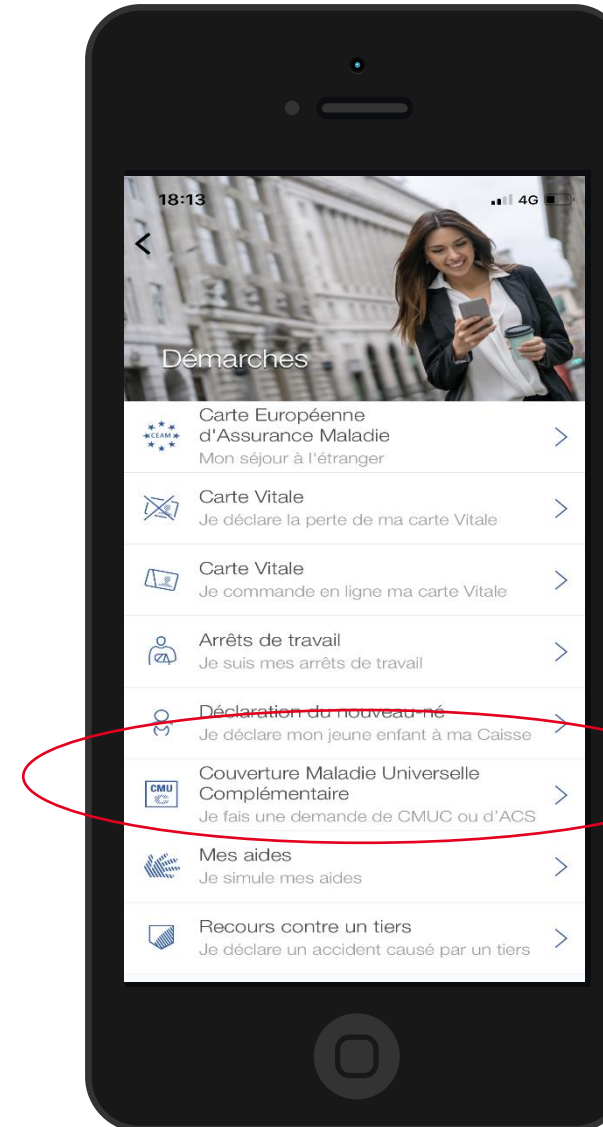 18:13
4G
Démarches
Carte Européenne
d'Assurance Maladie
CEAM
Mon séjour à l'étranger
Carte Vitale
Je déclare la perte de ma carte Vitale
Carte Vitale
Je commande en ligne ma carte Vitale
Arrêts de travail
Je suis mes arrêts de travail
Déclaration du nouveau-né
Je déclare mon jeune enfant à ma Caisse
Couverture Maladie Universelle
CMU
Complémentaire
Je fais une demande de CMUC ou d'ACS
Mes aides
Je simule mes aides
Recours contre un tiers
Je déclare un accident causé par un tiers